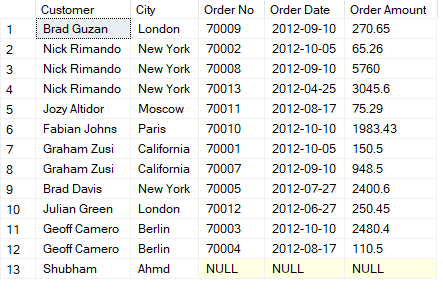 Customer City Order No Order Date Order Amount
1 Brad Guzan London 70009 2012-09-10 270.65
2 Nick Rimando New York 70002 2012-10-05 65.26
3 Nick Rimando New York 70008 2012-09-10 5760
4 Nick Rimando New York 70013 2012-04-25 3045.6
5 Jozy Altidor Moscow 70011 2012-08-17 75.29
6 Fabian Johns Paris 70010 2012-10-10 1983.43
7 Graham Zusi California 70001 2012-10-05 150.5
8 Graham Zusi California 70007 2012-09-10 948.5
9 Brad Davis New York 70005 2012-07-27 2400.6
10 Julian Green London 70012 2012-06-27 250.45
11 Geoff Camero Berlin 70003 2012-10-10 2480.4
12 Geoff Camero Berlin 70004 2012-08-17 110.5
13 Shubham Ahmd NULL NULL NULL